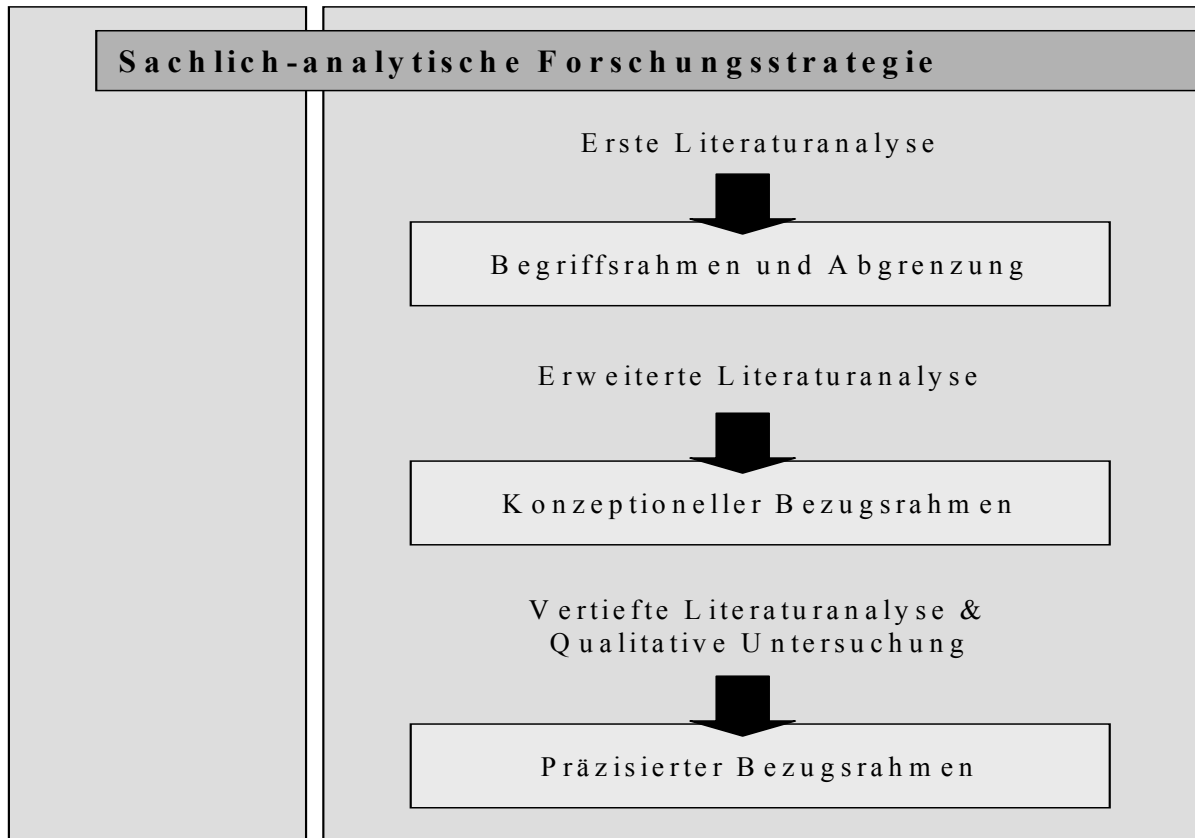 Sachlich-analytische Forschungsstrategie
Erste Literaturanalyse
Begriffsrahmen und Abgrenzung
Erweiterte Literaturanalyse
Konzeptioneller Bezugsrahmen
Vertiefte Literaturanalyse &
Qualitative Untersuchung
Präzisierter Bezugsrahmen